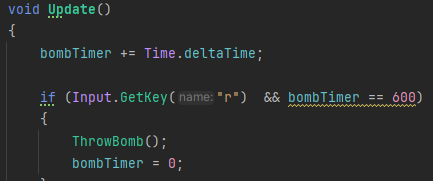 void Update()
{
bombTimer += Time.deltaTime;
if (Input.GetKey(name:"r") && bombTimer == 600)
{
ThrowBomb();
bombTimer = 0;